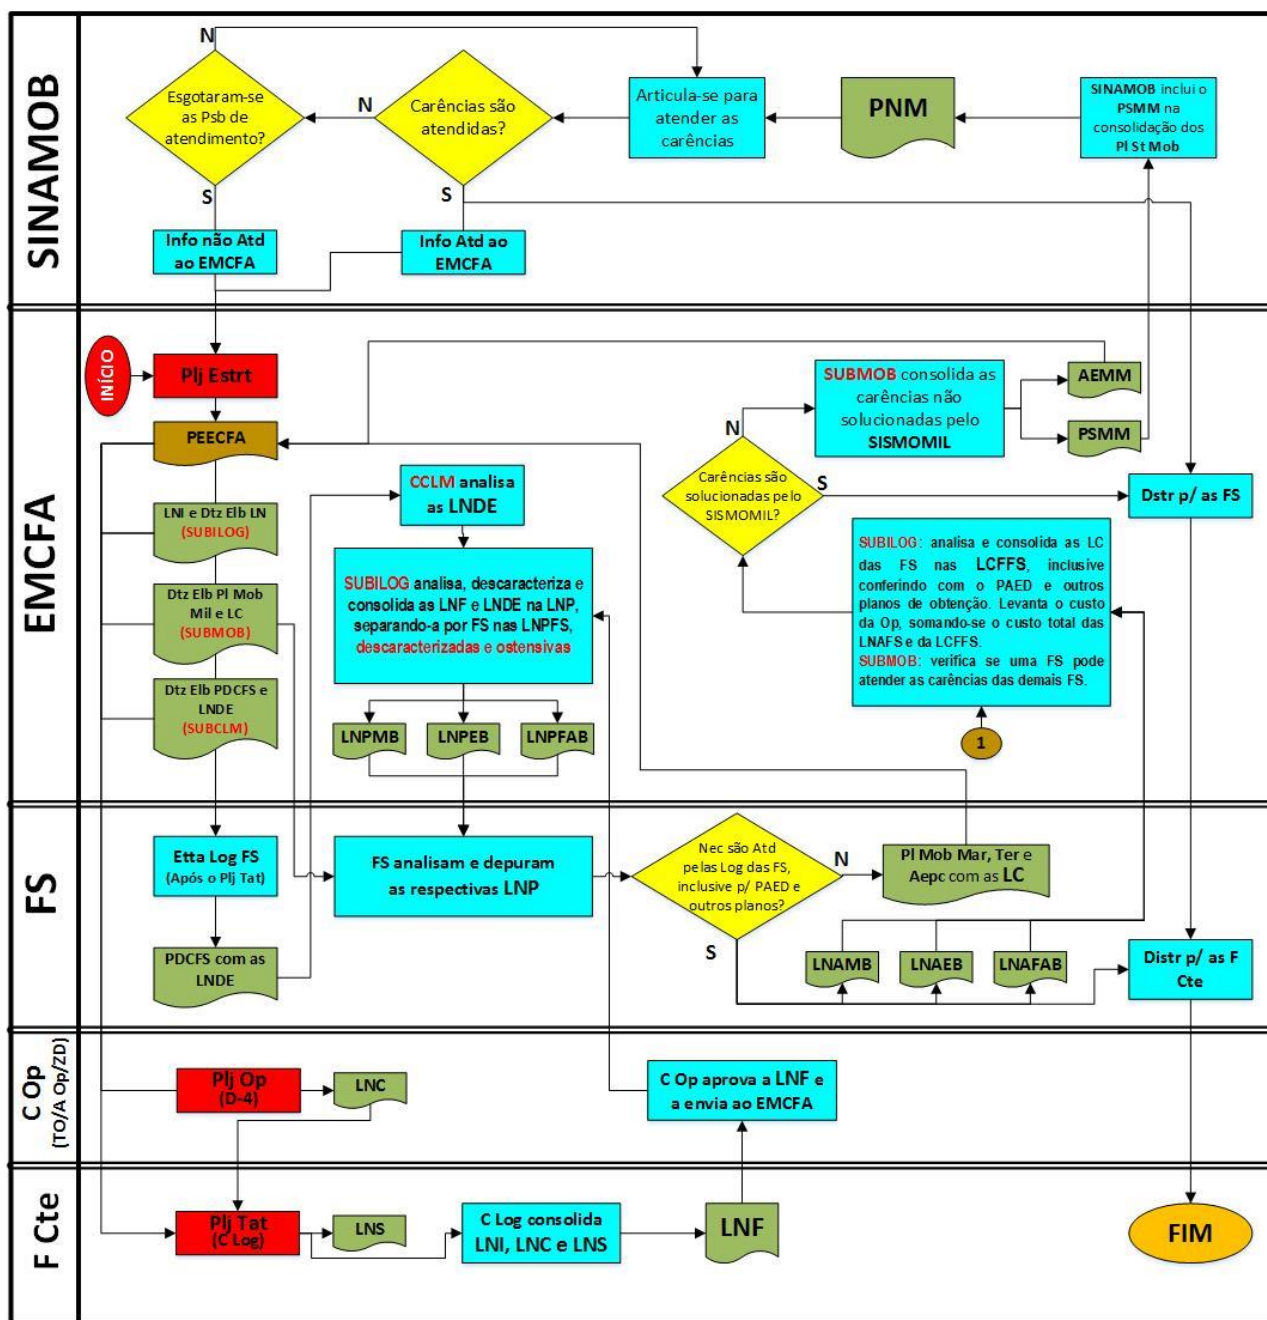 SINAMOB
N
Esgotaram-se
as Psb de
atendimento?
N
Carências são
atendidas?
Articula-se para
atender as
carências
PNM
SINAMOB inclui o
PSMM na
consolidação dos
Pl St Mob
S
S
Info não Atd
ao EMCFA
Info Atd ao
EMCFA
EMCFA
INÍCIO
Plj Estrt
PEECFA
LNI e Dtz Elb LN
(SUBILOG)
Dtz Elb Pl Mob
Mil e LC
(SUBMOB)
Dtz Elb PDCFS e
LNDE
(SUBCLM)
CCLM analisa
as LNDE
SUBILOG analisa, descaracteriza e
consolida as LNF e LNDE na LNP,
separando-a por FS nas LNPFS,
descaracterizadas e ostensivas
LNPMB
LNPEB
LNPFAB
SUBMOB consolida as
carências não
solucionadas pelo
SISMOMIL
AEMM
PSMM
N
Carências são
solucionadas pelo
SISMOMIL?
S
Dstr p/ as FS
SUBILOG: analisa e consolida as LC
das FS nas LCFFS, inclusive
conferindo com o PAED e outros
planos de obtenção. Levanta o custo
da Op, somando-se o custo total das
LNAFS e da LCFFS.
SUBMOB: verifica se uma FS pode
atender as carências das demais FS.
1
FS
Etta Log FS
(Após o Plj Tat)
PDCFS com as
LNDE
FS analisam e depuram
as respectivas LNP
Nec são Atd
pelas Log das FS,
inclusive p/ PAED e
outros planos?
N
S
Pl Mob Mar, Ter e
Aepc com as LC
LNAMB
LNAEB
LNAFAB
Distr p/ as F
Cte
C Op
(TO/A Op/ZD)
Plj Op
(D-4)
LNC
C Op aprova a LNF e
a envia ao EMCFA
F Cte
Plj Tat
(C Log)
LNS
C Log consolida
LNI, LNC e LNS
LNF
FIM